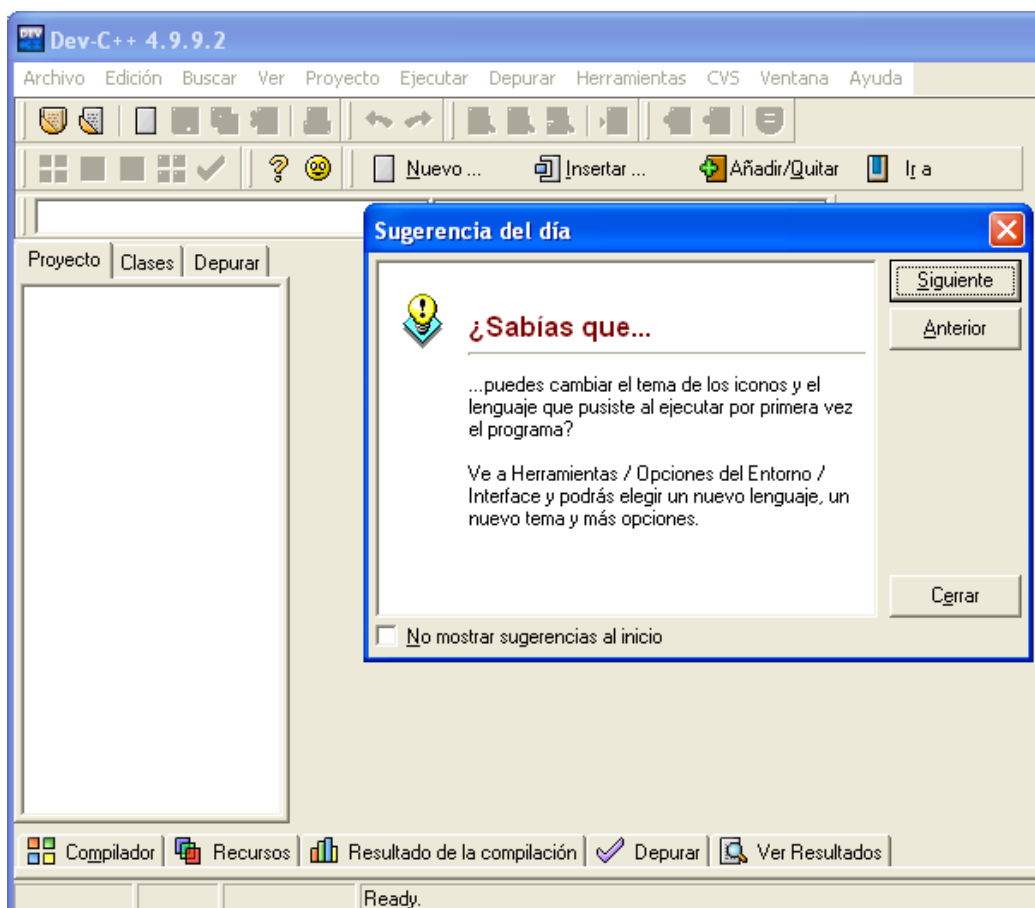 Dev-C++ 4.9.9.2
Archivo Edición Buscar Ver Proyecto Ejecutar Depurar Herramientas CVS Ventana Ayuda
Nuevo ... Insertar ... Añadir/Quitar Ir a
Sugerencia del día
Proyecto Clases Depurar
Siguiente
Anterior
¿Sabías que...
...puedes cambiar el tema de los iconos y el
lenguaje que pusiste al ejecutar por primera vez
el programa?
Ve a Herramientas / Opciones del Entorno /
Interface y podrás elegir un nuevo lenguaje, un
nuevo tema y más opciones.
Cerrar
No mostrar sugerencias al inicio
Compilador Recursos Resultado de la compilación Depurar Ver Resultados
Ready.